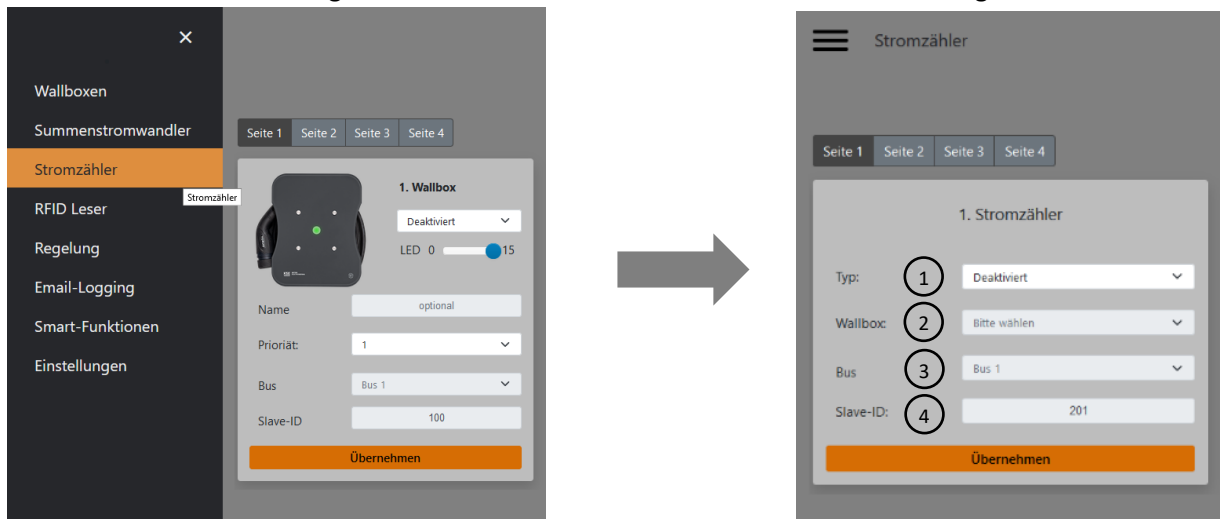 ×
Wallboxen
Summenstromwandler
Stromzähler
Stromzähler
RFID Leser
Regelung
Email-Logging
Smart-Funktionen
Einstellungen
Seite 1 Seite 2 Seite 3 Seite 4
1. Wallbox
Deaktiviert
LED 0 15
Name optional
Prioriät: 1
Bus Bus 1
Slave-ID 100
Übernehmen
Stromzähler
Seite 1 Seite 2 Seite 3 Seite 4
1. Stromzähler
Typ: 1 Deaktiviert
Wallbox: 2 Bitte wählen
Bus 3 Bus 1
Slave-ID: 4 201
Übernehmen